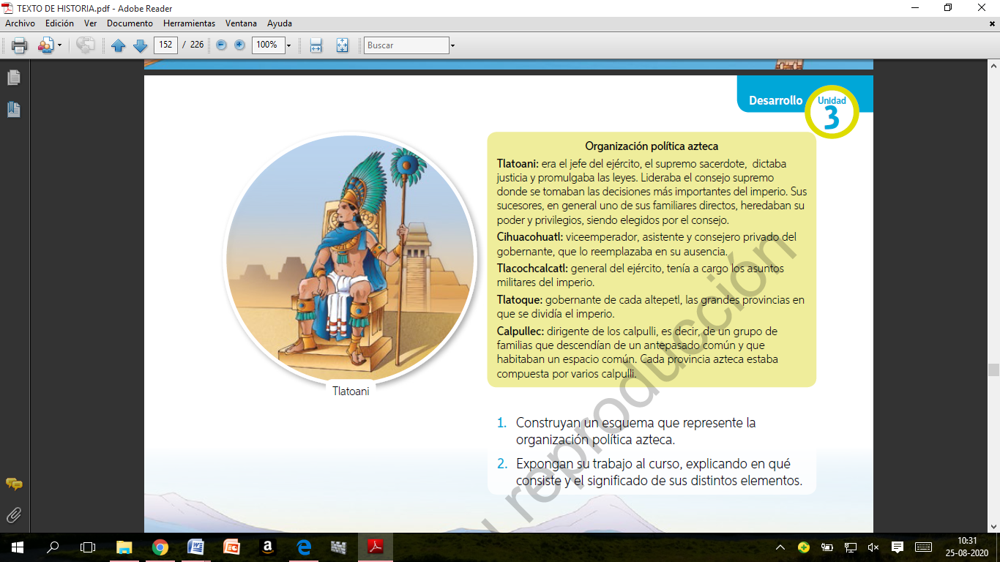 TEXTO DE HISTORIA.pdf - Adobe Reader
Archivo Edición Ver Documento Herramientas Ventana Ayuda
152 / 226 100% Buscar
Desarrollo Unidad
3
Organización política azteca
Tlatoani: era el jefe del ejército, el supremo sacerdote, dictaba
justicia y promulgaba las leyes. Lideraba el consejo supremo
donde se tomaban las decisiones más importantes del imperio. Sus
sucesores, en general uno de sus familiares directos, heredaban su
poder y privilegios, siendo elegidos por el consejo.
Cihuacohuatl: viceemperador, asistente y consejero privado del
gobernante, que lo reemplazaba en su ausencia.
Tlacochcalcatl: general del ejército, tenía a cargo los asuntos
militares del imperio.
Tlatoque: gobernante de cada altepetl, las grandes provincias en
que se dividía el imperio.
Calpullec: dirigente de los calpulli, es decir, de un grupo de
familias que descendían de un antepasado común y que
habitaban un espacio común. Cada provincia azteca estaba
compuesta por varios calpulli.
Tlatoani
1. Construyan un esquema que represente la
organización política azteca.
2. Expongan su trabajo al curso, explicando en qué
consiste y el significado de sus distintos elementos.
reproducción
10:31
25-08-2020